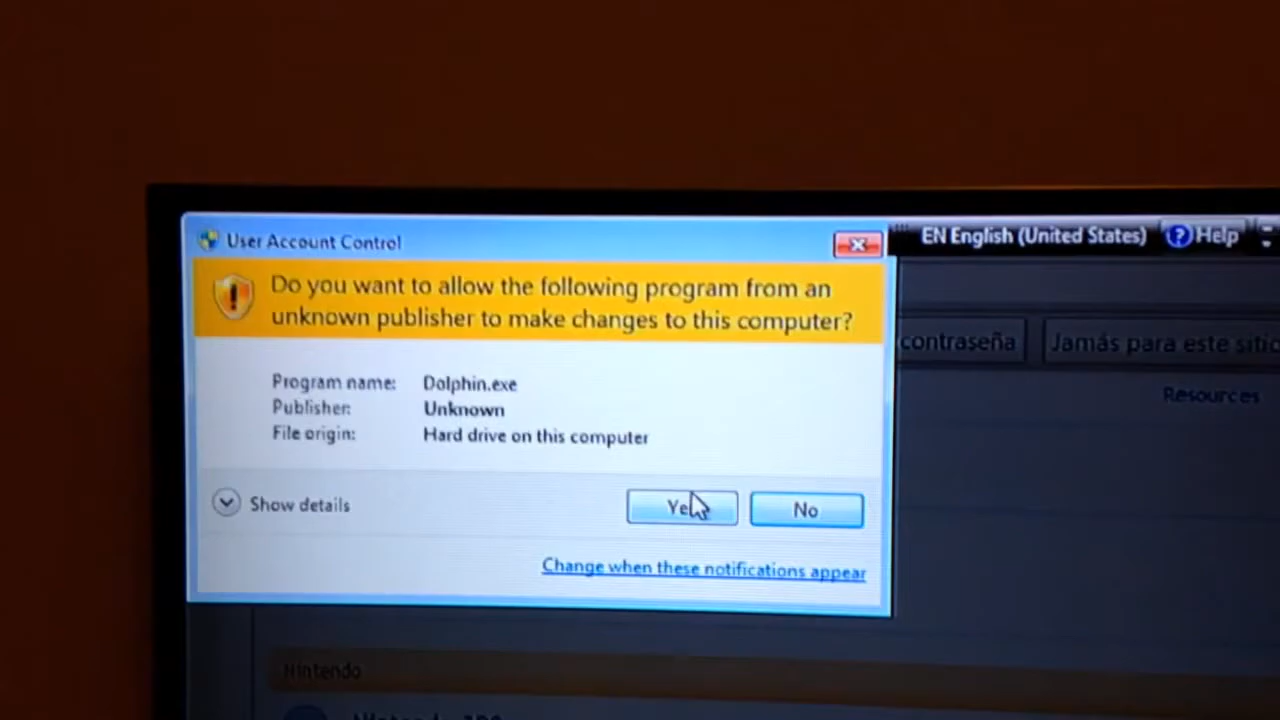 User Account Control
EN English (United States)
Help
Do you want to allow the following program from an
unknown publisher to make changes to this computer?
contraseña
Jamás para este sitio
Resources
Program name: Dolphin.exe
Publisher: Unknown
File origin: Hard drive on this computer
Show details
Yes
No
Change when these notifications appear
Nintendo